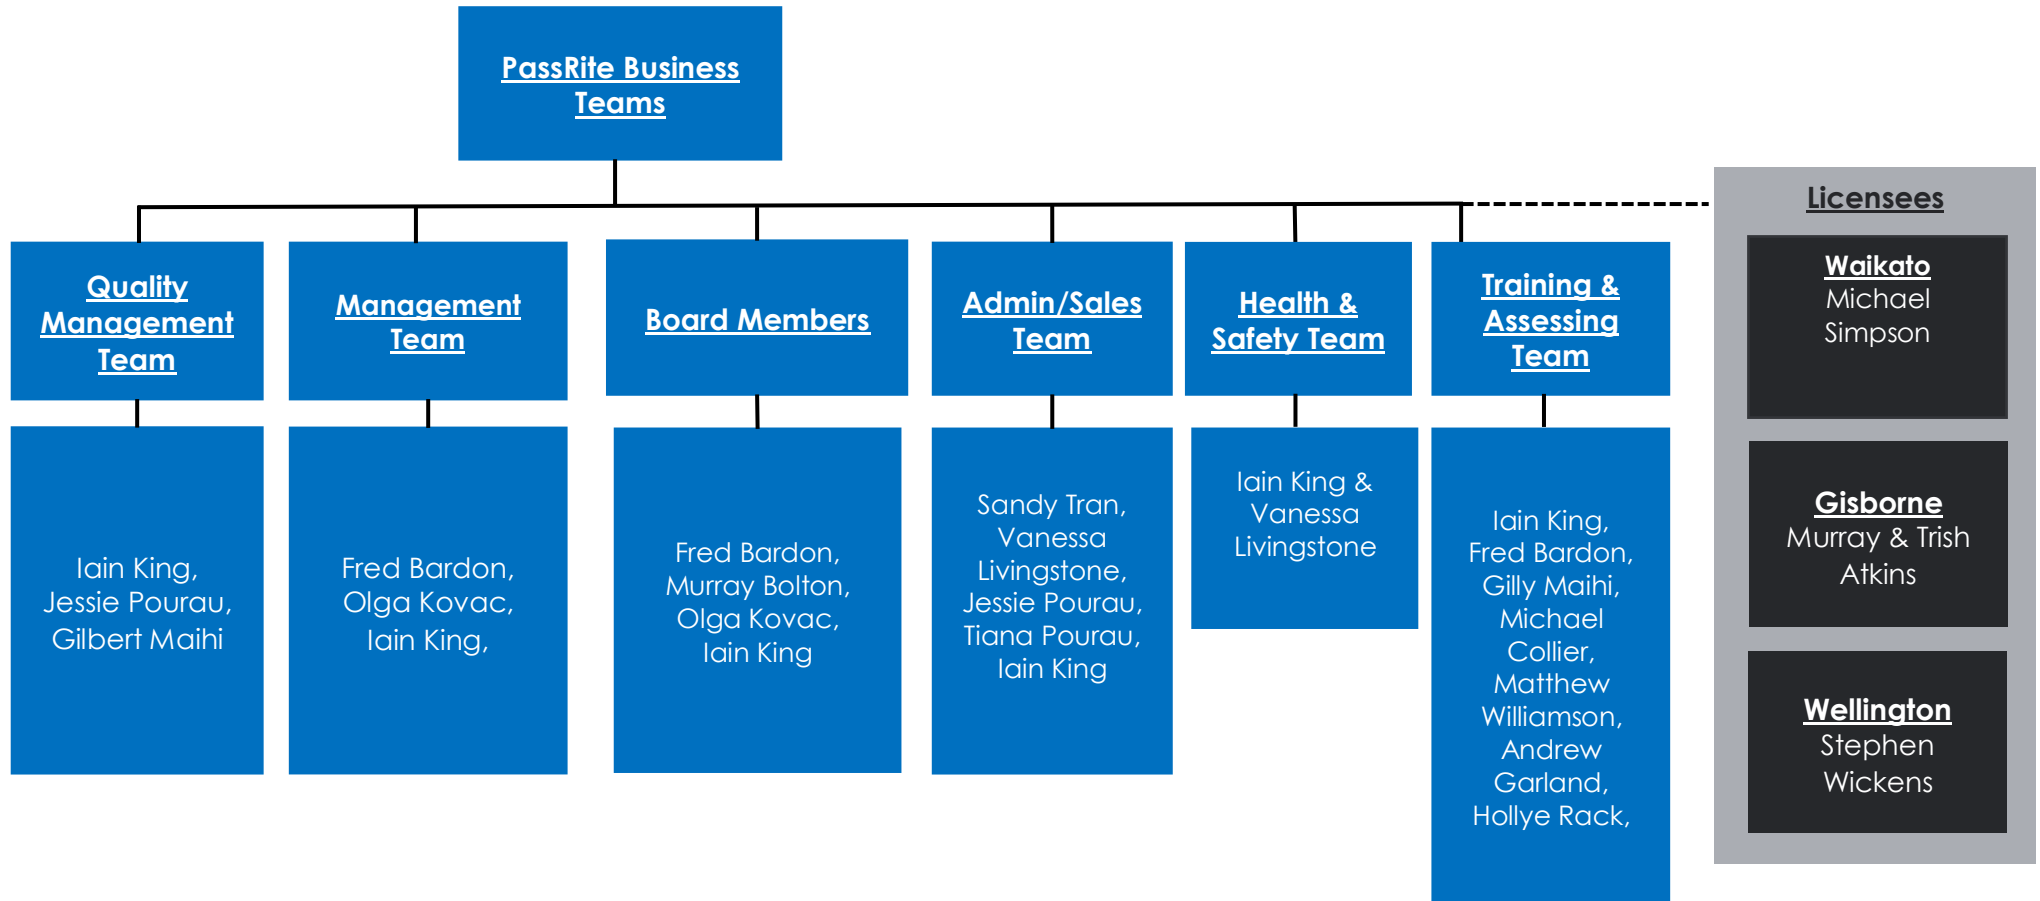 PassRite Business
Teams
Quality
Management
Team
Iain King,
Jessie Pourau,
Gilbert Maihi
Management
Team
Fred Bardon,
Olga Kovac,
Iain King,
Board Members
Fred Bardon,
Murray Bolton,
Olga Kovac,
Iain King
Admin/Sales
Team
Sandy Tran,
Vanessa
Livingstone,
Jessie Pourau,
Tiana Pourau,
Iain King
Health &
Safety Team
Iain King &
Vanessa
Livingstone
Training &
Assessing
Team
Iain King,
Fred Bardon,
Gilly Maihi,
Michael
Collier,
Matthew
Williamson,
Andrew
Garland,
Hollye Rack,
Licensees
Waikato
Michael
Simpson
Gisborne
Murray & Trish
Atkins
Wellington
Stephen
Wickens